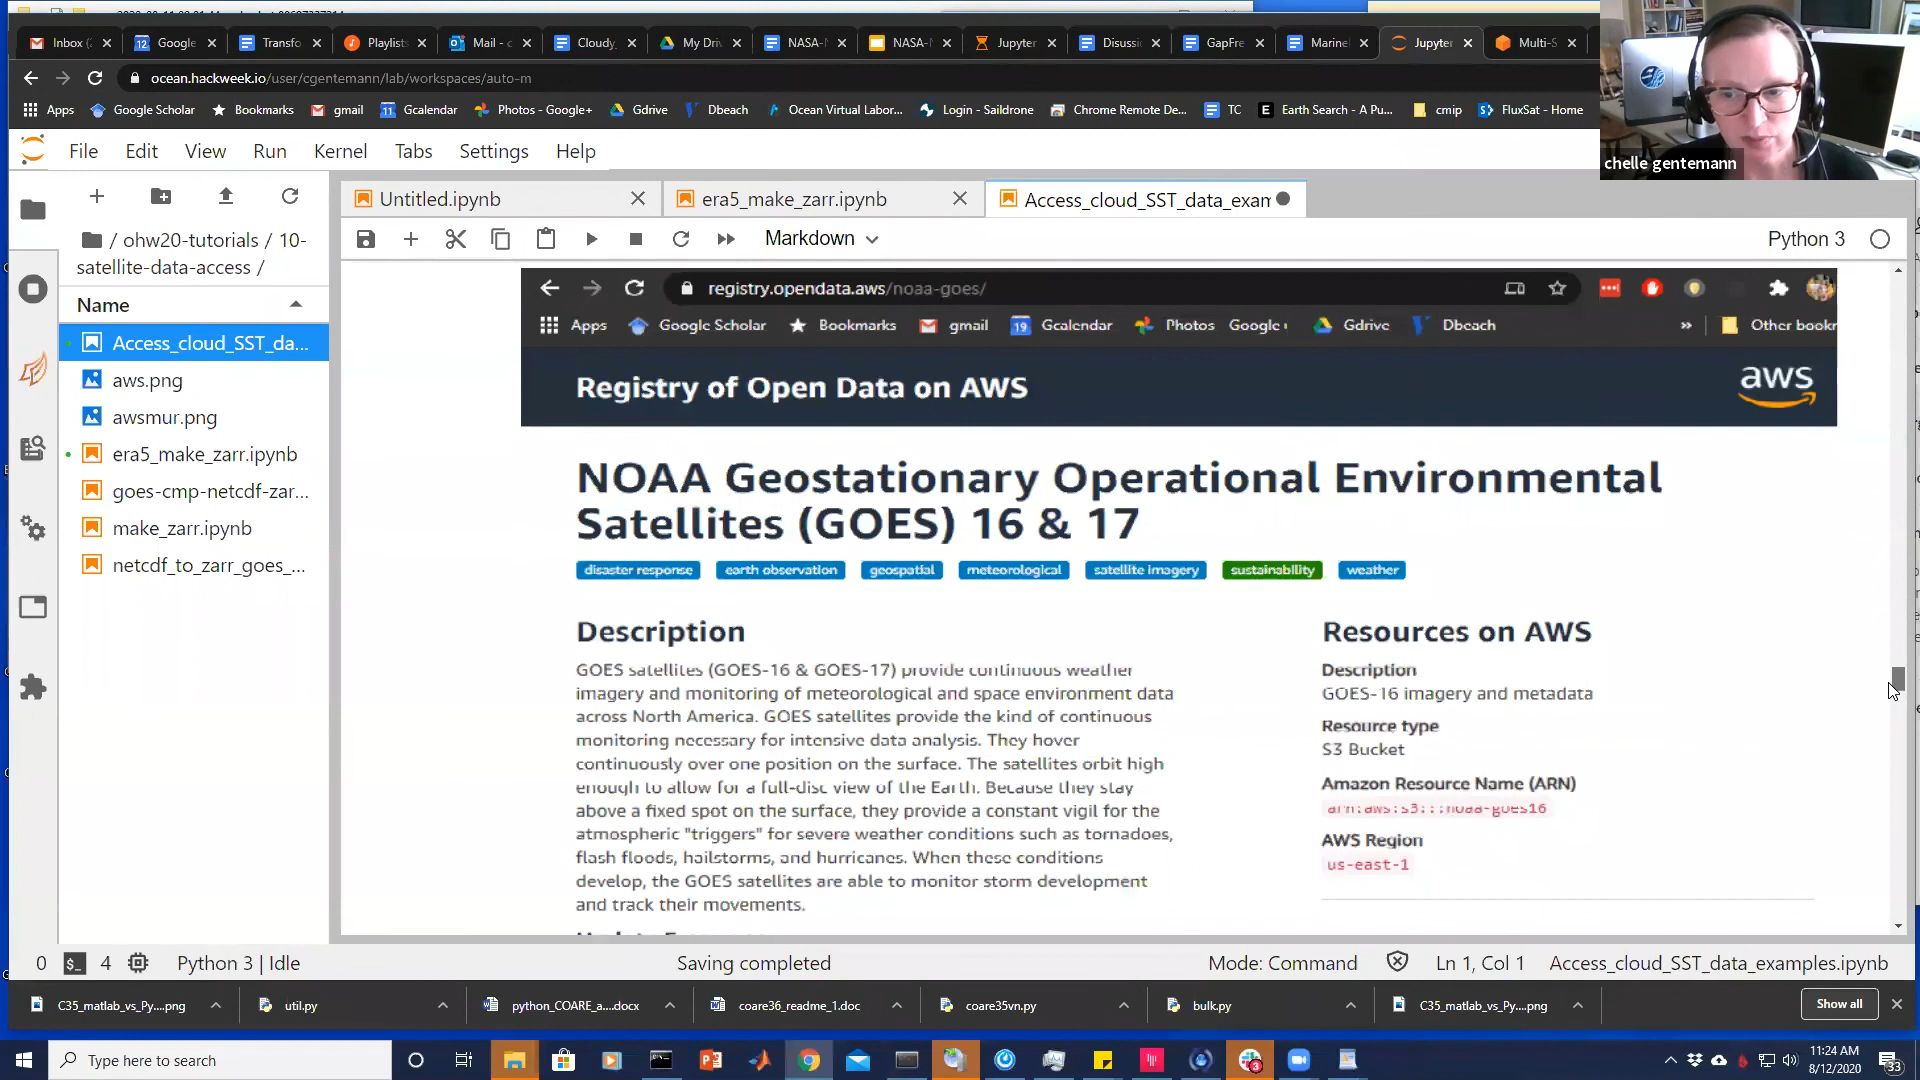 Inbox (
Google
Transfo
Playlists
Mail - c
Cloudy
My Driv
NASA-N
NASA-N
Jupyter
Disussi
GapFre
Marinel
Jupyter
Multi-S
ocean.hackweek.io/user/cgentemann/lab/workspaces/auto-m
Apps
Google Scholar
Bookmarks
gmail
Gcalendar
Photos - Google+
Gdrive
Dbeach
Ocean Virtual Labor...
Login - Saildrone
Chrome Remote De...
TC
Earth Search - A Pu...
cmip
FluxSat - Home
chelle gentemann
File Edit View Run Kernel Tabs Settings Help
Untitled.ipynb
era5_make_zarr.ipynb
Access_cloud_SST_data_exam
Markdown
Python 3
/ ohw20-tutorials / 10-
satellite-data-access /
Name
Access_cloud_SST_da...
aws.png
awsmur.png
era5_make_zarr.ipynb
goes-cmp-netcdf-zar...
make_zarr.ipynb
netcdf_to_zarr_goes_...
registry.opendata.aws/noaa-goes/
Apps Google Scholar Bookmarks gmail 19 Gcalendar Photos Google Gdrive Dbeach » Other bookr
Registry of Open Data on AWS
aws
NOAA Geostationary Operational Environmental
Satellites (GOES) 16 & 17
disaster response earth observation geospatial meteorological satellite imagery sustainability weather
Description
GOES satellites (GOES-16 & GOES-17) provide continuous weather
imagery and monitoring of meteorological and space environment data
across North America. GOES satellites provide the kind of continuous
monitoring necessary for intensive data analysis. They hover
continuously over one position on the surface. The satellites orbit high
enough to allow for a full-disc view of the Earth. Because they stay
above a fixed spot on the surface, they provide a constant vigil for the
atmospheric "triggers" for severe weather conditions such as tornadoes,
flash floods, hailstorms, and hurricanes. When these conditions
develop, the GOES satellites are able to monitor storm development
and track their movements.
Resources on AWS
Description
GOES-16 imagery and metadata
Resource type
S3 Bucket
Amazon Resource Name (ARN)
arn:aws:s3:::noaa-goes16
AWS Region
us-east-1
0 $_ 4 Python 3 | Idle
Saving completed
Mode: Command
Ln 1, Col 1 Access_cloud_SST_data_examples.ipynb
C35_matlab_vs_Py....png
util.py
python_COARE_a....docx
coare36_readme_1.doc
coare35vn.py
bulk.py
C35_matlab_vs_Py....png
Show all
Type here to search
11:24 AM
8/12/2020
33